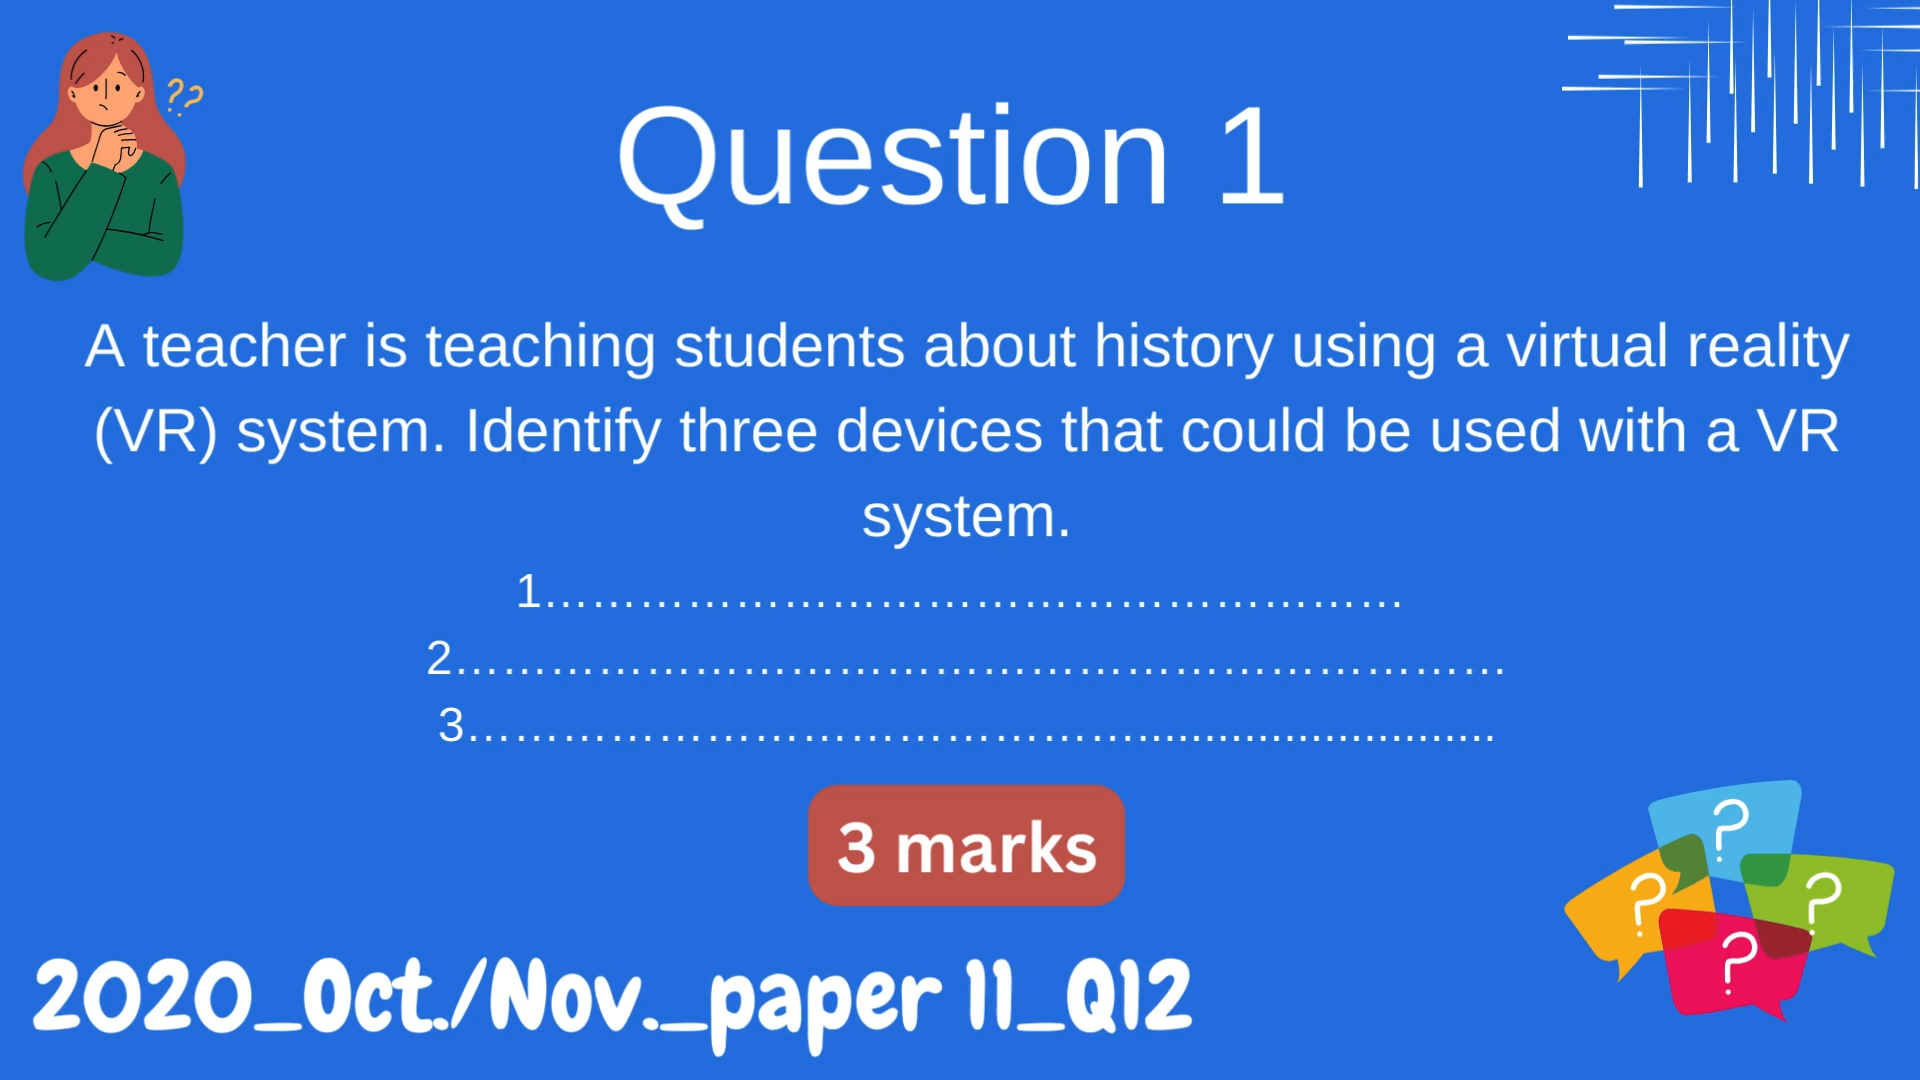 Question 1
A teacher is teaching students about history using a virtual reality
(VR) system. Identify three devices that could be used with a VR
system.
1……………………………………………………
2…………………………………………………………………
3………………………………………...............................
3 marks
2020_Oct./Nov._paper 11_Q12
??
?
?
?
?